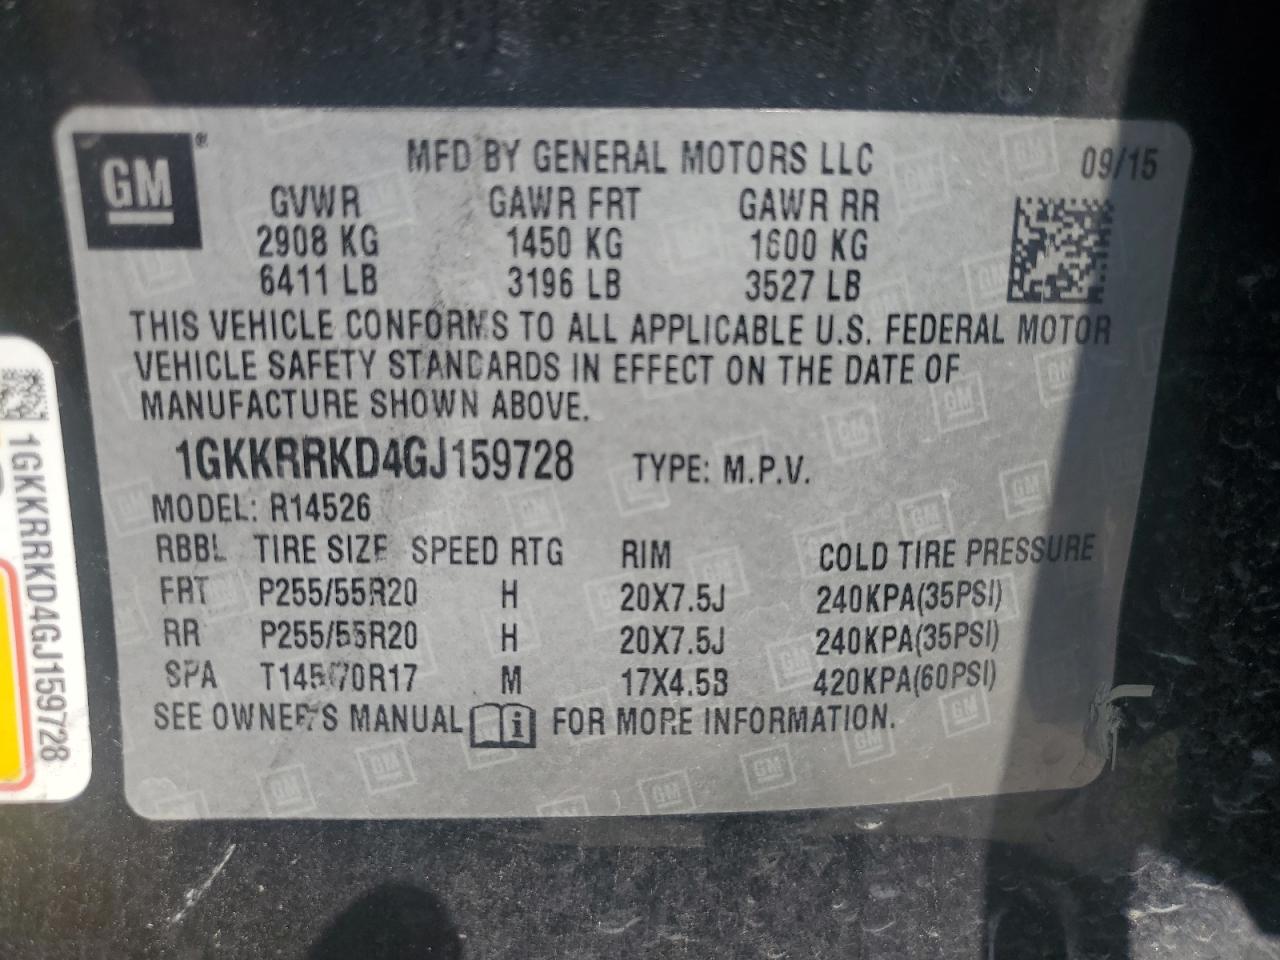 GM ®
MFD BY GENERAL MOTORS LLC 09/15
GVWR GAWR FRT GAWR RR
2908 KG 1450 KG 1600 KG
6411 LB 3196 LB 3527 LB
THIS VEHICLE CONFORMS TO ALL APPLICABLE U.S. FEDERAL MOTOR
VEHICLE SAFETY STANDARDS IN EFFECT ON THE DATE OF
MANUFACTURE SHOWN ABOVE.
1GKKRRKD4GJ159728 TYPE: M.P.V.
MODEL: R14526
RBBL TIRE SIZE SPEED RTG RIM COLD TIRE PRESSURE
FRT P255/55R20 H 20X7.5J 240KPA(35PSI)
RR P255/55R20 H 20X7.5J 240KPA(35PSI)
SPA T145/70R17 M 17X4.5B 420KPA(60PSI)
SEE OWNER'S MANUAL FOR MORE INFORMATION.
1GKKRRKD4GJ159728